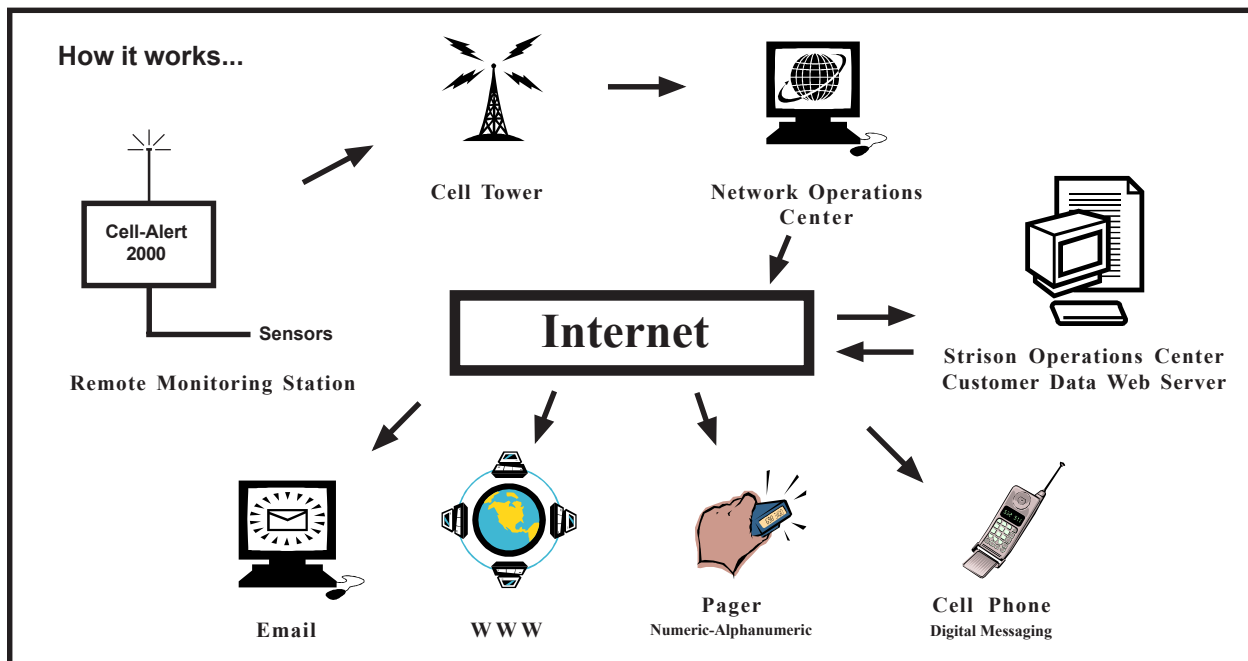 How it works...
Cell Tower
Network Operations
Center
Cell-Alert
2000
Sensors
Remote Monitoring Station
Internet
Strison Operations Center
Customer Data Web Server
Email
WWW
Pager
Numeric-Alphanumeric
Cell Phone
Digital Messaging